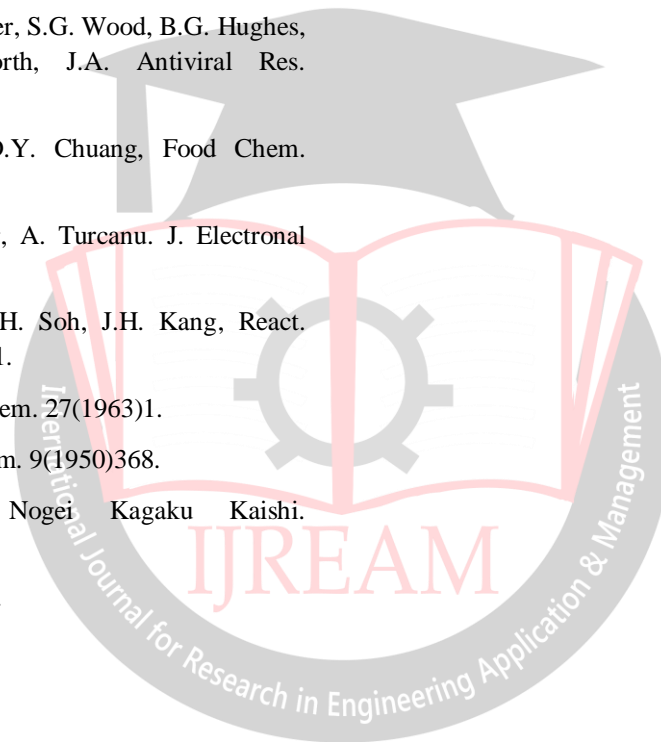 er, S.G. Wood, B.G. Hughes,
orth, J.A. Antiviral Res.
D.Y. Chuang, Food Chem.
, A. Turcanu. J. Electronal
H. Soh, J.H. Kang, React.
1.
em. 27(1963)1.
m. 9(1950)368.
Nogei Kagaku Kaishi.
International Journal for Research in Engineering Application & Management
IJREAM